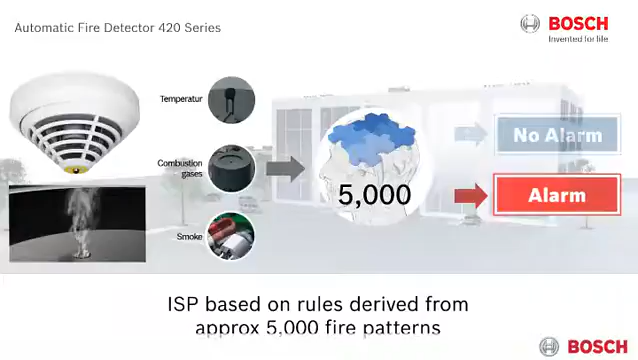 Automatic Fire Detector 420 Series
BOSCH
Invented for life
Temperatur
Combustion
gases
Smoke
5,000
No Alarm
Alarm
ISP based on rules derived from
approx 5,000 fire patterns
BOSCH